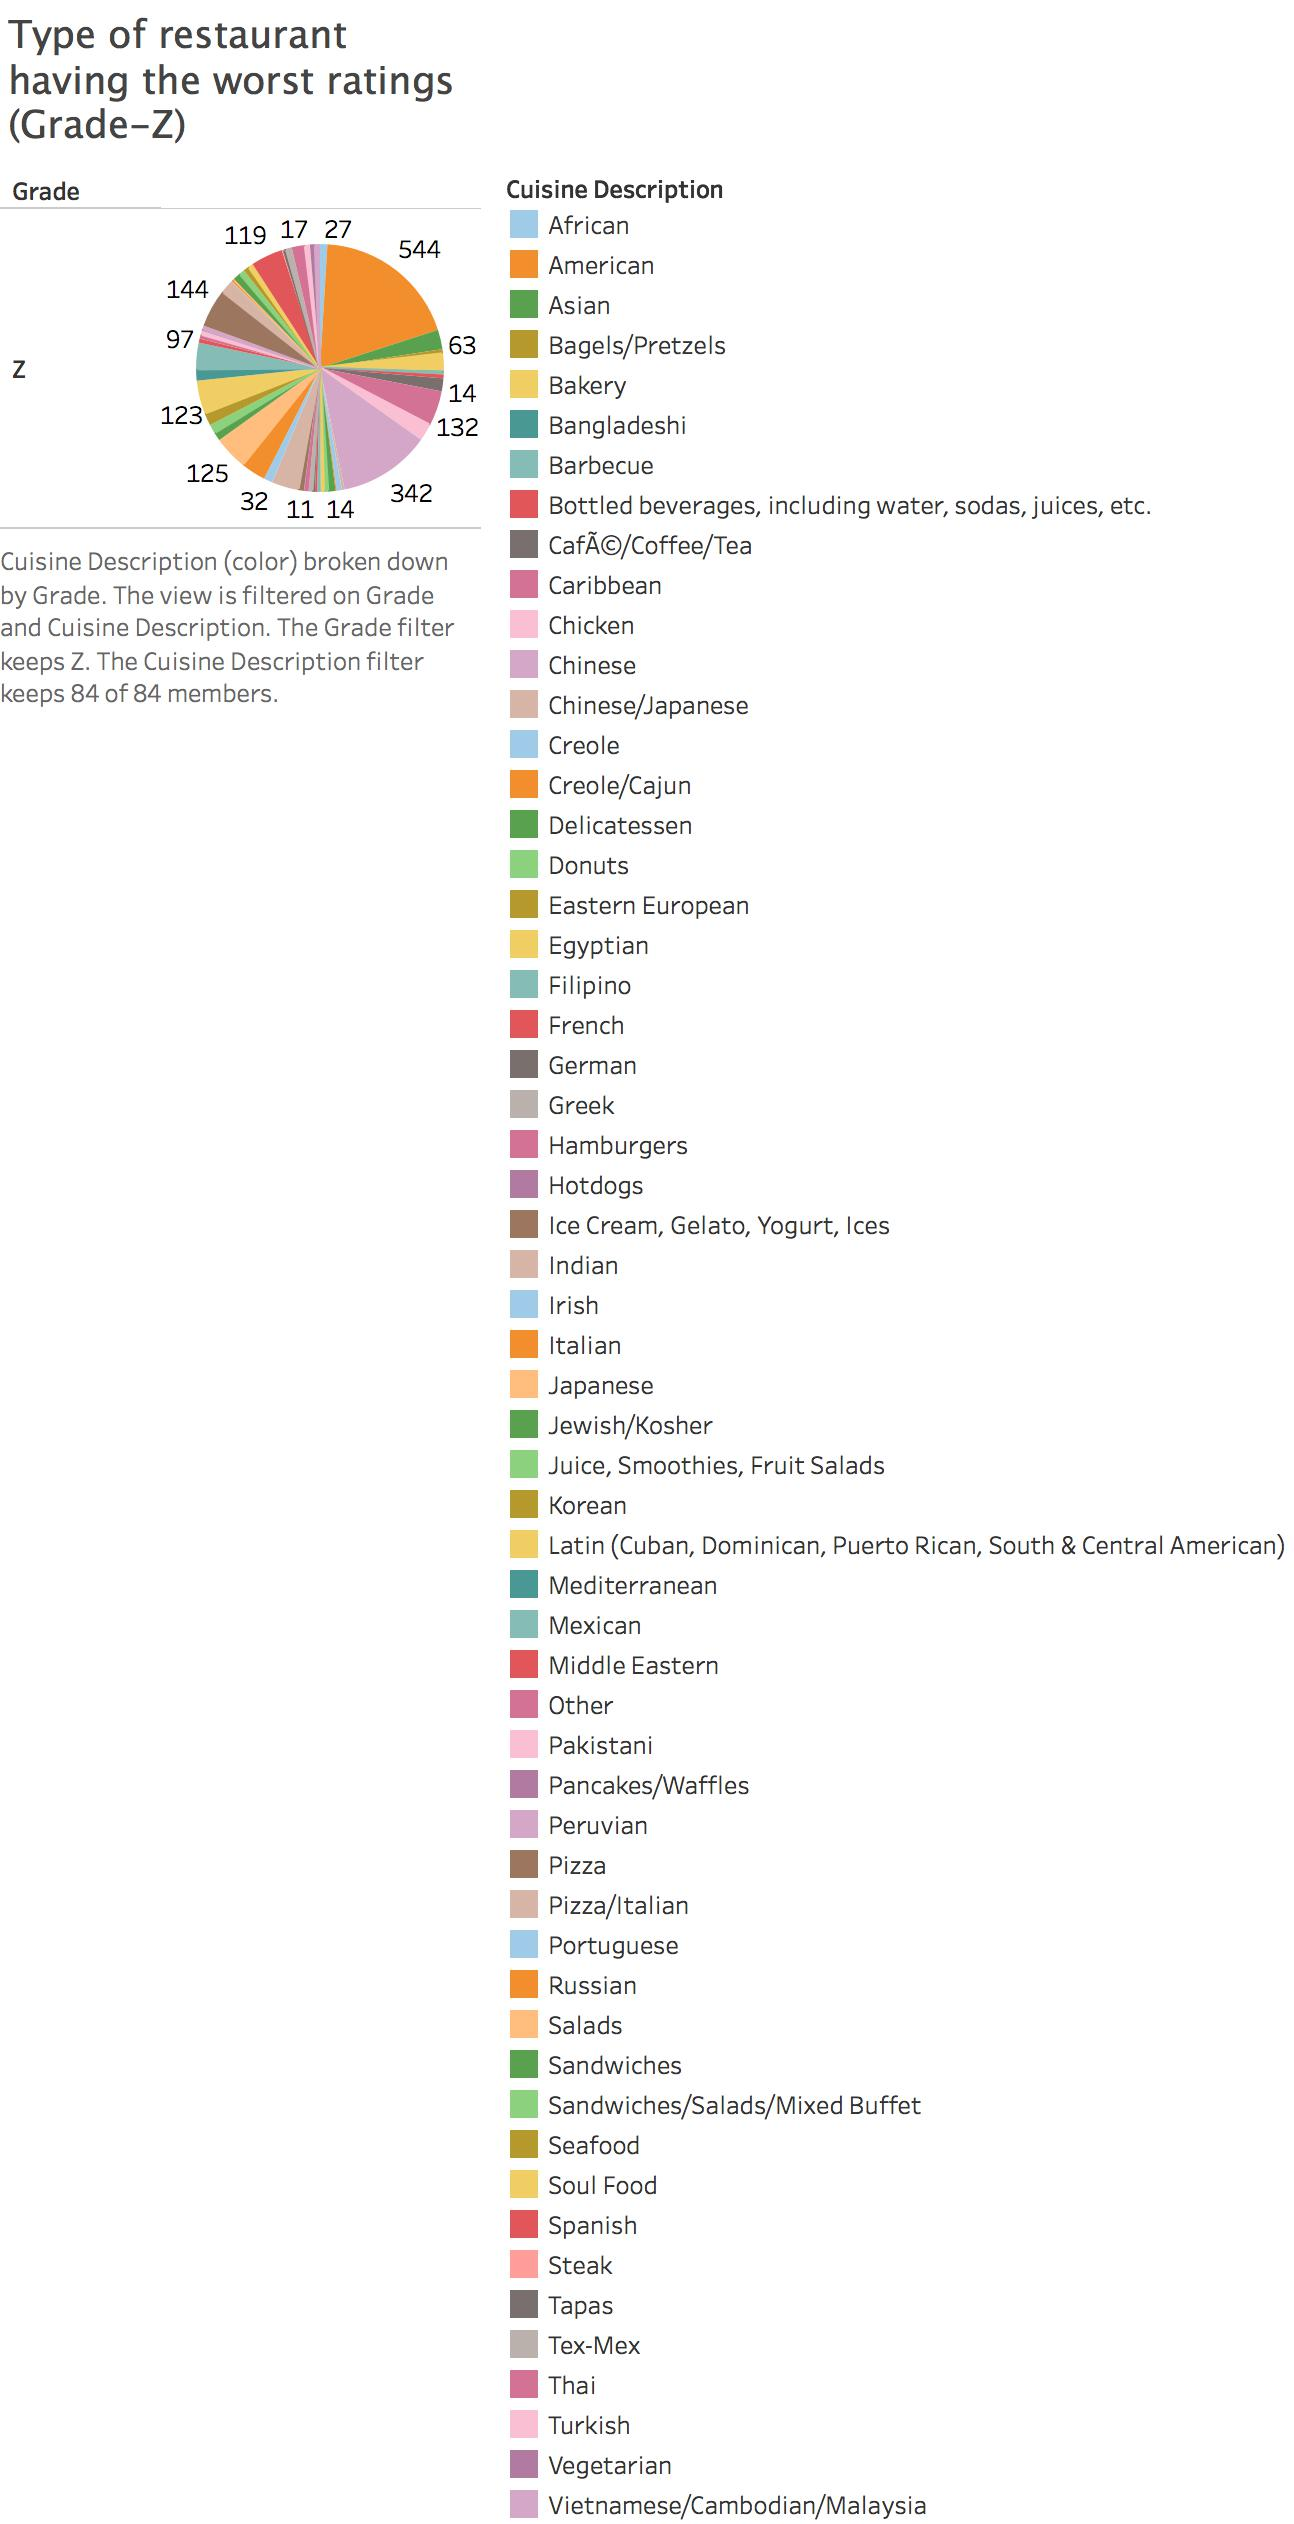 Type of restaurant
having the worst ratings
(Grade-Z)
Grade
Z
119
17
27
544
144
97
63
14
132
123
125
32
11
14
342
Cuisine Description (color) broken down
by Grade. The view is filtered on Grade
and Cuisine Description. The Grade filter
keeps Z. The Cuisine Description filter
keeps 84 of 84 members.
Cuisine Description
African
American
Asian
Bagels/Pretzels
Bakery
Bangladeshi
Barbecue
Bottled beverages, including water, sodas, juices, etc.
CafÃ©/Coffee/Tea
Caribbean
Chicken
Chinese
Chinese/Japanese
Creole
Creole/Cajun
Delicatessen
Donuts
Eastern European
Egyptian
Filipino
French
German
Greek
Hamburgers
Hotdogs
Ice Cream, Gelato, Yogurt, Ices
Indian
Irish
Italian
Japanese
Jewish/Kosher
Juice, Smoothies, Fruit Salads
Korean
Latin (Cuban, Dominican, Puerto Rican, South & Central American)
Mediterranean
Mexican
Middle Eastern
Other
Pakistani
Pancakes/Waffles
Peruvian
Pizza
Pizza/Italian
Portuguese
Russian
Salads
Sandwiches
Sandwiches/Salads/Mixed Buffet
Seafood
Soul Food
Spanish
Steak
Tapas
Tex-Mex
Thai
Turkish
Vegetarian
Vietnamese/Cambodian/Malaysia